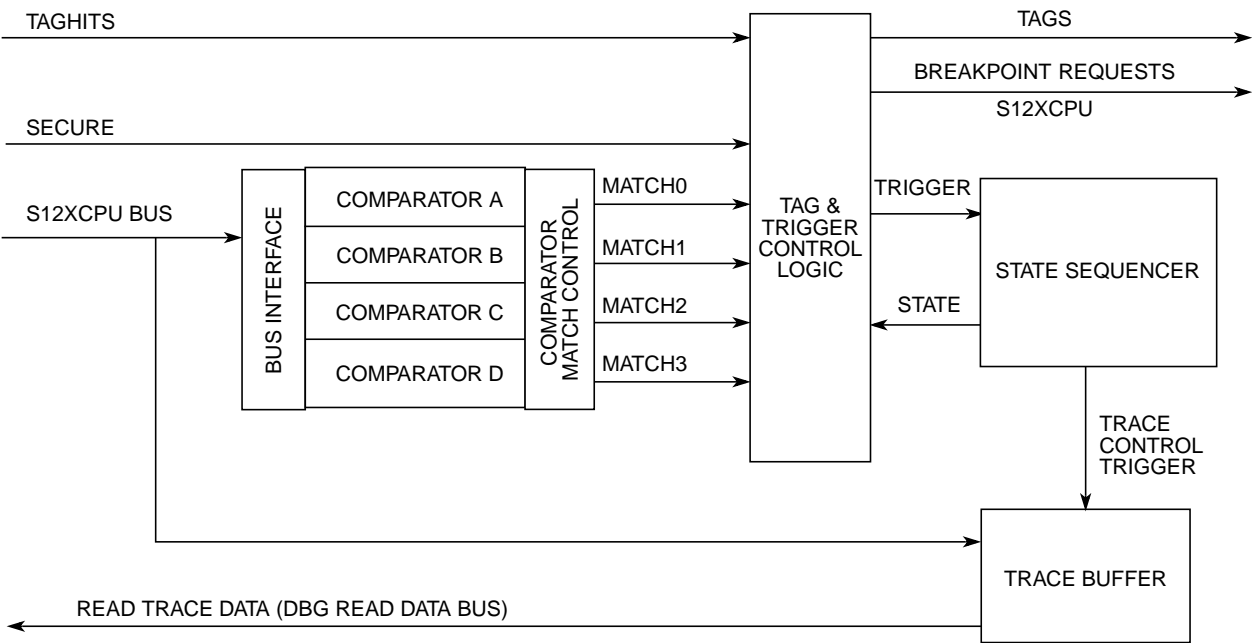 TAGHITS
TAGS
BREAKPOINT REQUESTS
S12XCPU
SECURE
S12XCPU BUS
BUS INTERFACE
COMPARATOR A
COMPARATOR B
COMPARATOR C
COMPARATOR D
COMPARATOR
MATCH CONTROL
MATCH0
MATCH1
MATCH2
MATCH3
TAG &
TRIGGER
CONTROL
LOGIC
TRIGGER
STATE
STATE SEQUENCER
TRACE
CONTROL
TRIGGER
TRACE BUFFER
READ TRACE DATA (DBG READ DATA BUS)